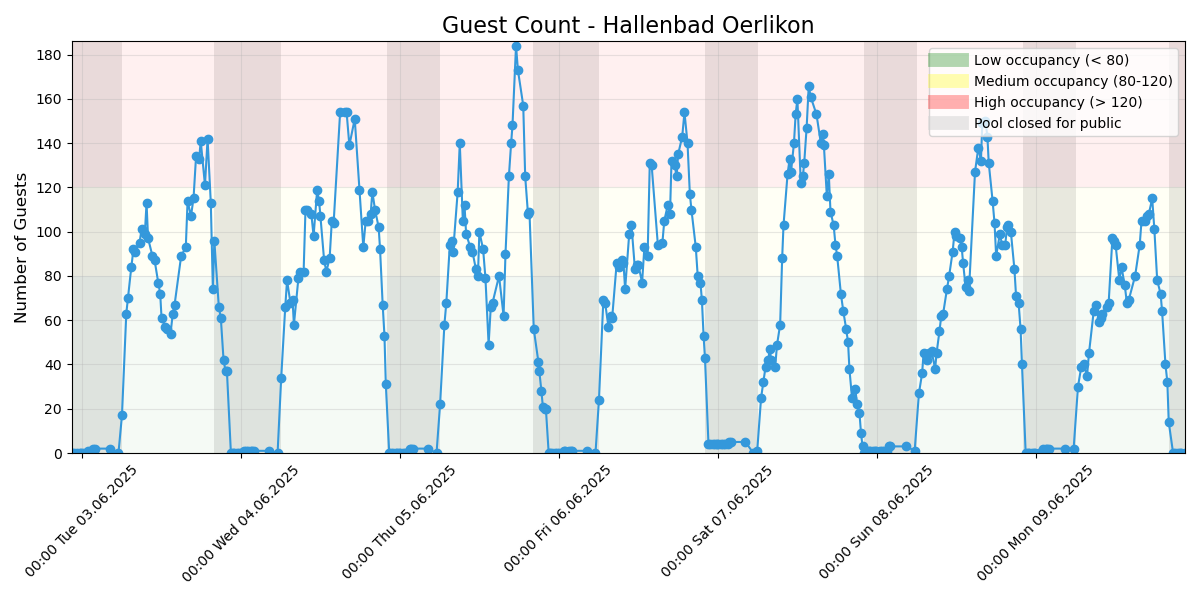 Guest Count - Hallenbad Oerlikon
Number of Guests
180
160
140
120
100
80
60
40
20
0
Low occupancy (< 80)
Medium occupancy (80-120)
High occupancy (> 120)
Pool closed for public
00:00 Tue 03.06.2025
00:00 Wed 04.06.2025
00:00 Thu 05.06.2025
00:00 Fri 06.06.2025
00:00 Sat 07.06.2025
00:00 Sun 08.06.2025
00:00 Mon 09.06.2025